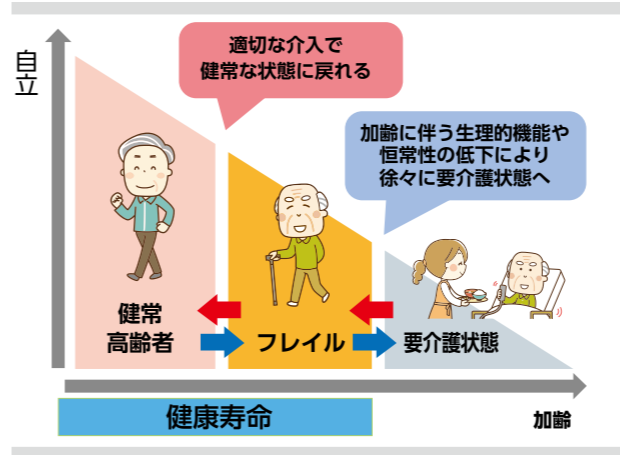 自立
適切な介入で
健常な状態に戻れる
加齢に伴う生理的機能や
恒常性の低下により
徐々に要介護状態へ
健常
高齢者
フレイル
要介護状態
健康寿命
加齢